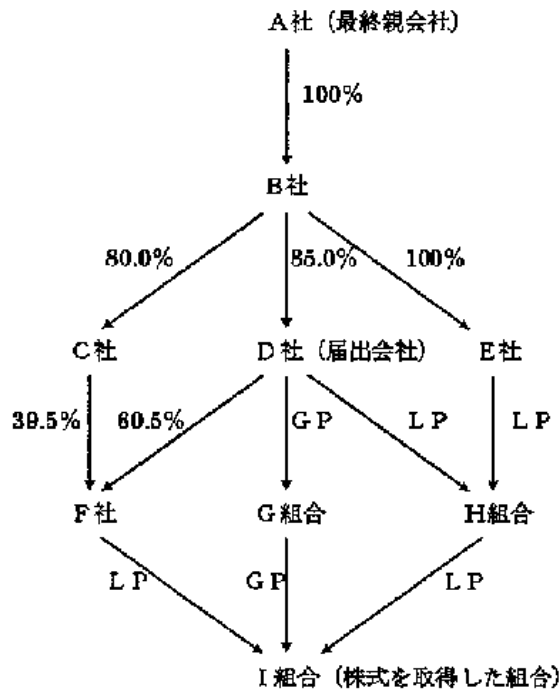 A社（最終親会社）
100%
B社
80.0% 85.0% 100%
C社 D社（届出会社） E社
39.5% 60.5% GP LP LP
F社 G組合 H組合
LP GP LP
I組合（株式を取得した組合）